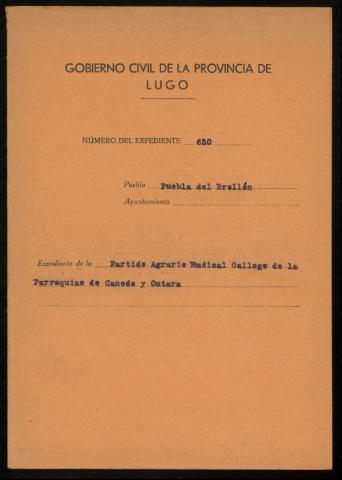 GOBIERNO CIVIL DE LA PROVINCIA DE
LUGO
NÚMERO DEL EXPEDIENTE 650
Pueblo Puebla del Brollón
Ayuntamiento
Expediente de la Partido Agrario Radical Gallego de la
Parroquias de Canedo y Outara